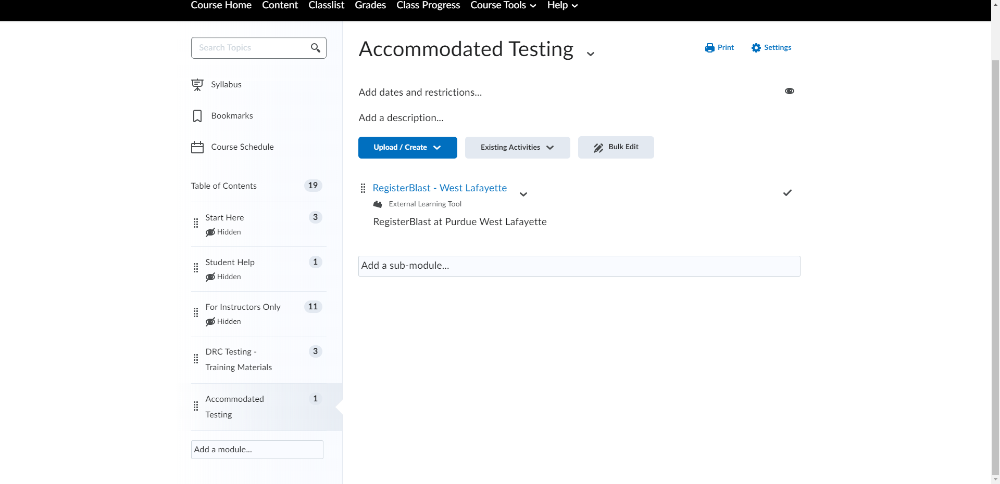 Course Home Content Classlist Grades Class Progress Course Tools Help
Search Topics
Syllabus
Bookmarks
Course Schedule
Table of Contents 19
Start Here 3
Hidden
Student Help 1
Hidden
For Instructors Only 11
Hidden
DRC Testing - 3
Training Materials
Accommodated 1
Testing
Add a module...
Accommodated Testing
Print Settings
Add dates and restrictions...
Add a description...
Upload / Create Existing Activities Bulk Edit
RegisterBlast - West Lafayette
External Learning Tool
RegisterBlast at Purdue West Lafayette
Add a sub-module...